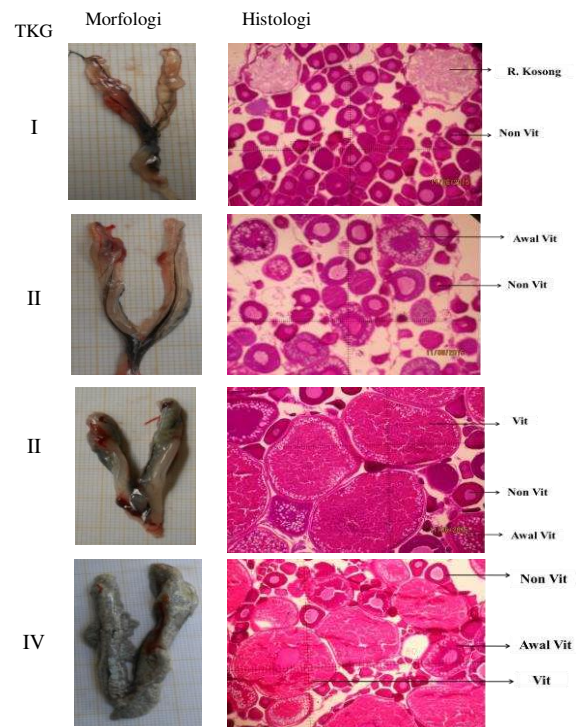 TKG Morfologi Histologi
I
R. Kosong
Non Vit
II
Awal Vit
Non Vit
II
Vit
Non Vit
Awal Vit
IV
Non Vit
Awal Vit
Vit